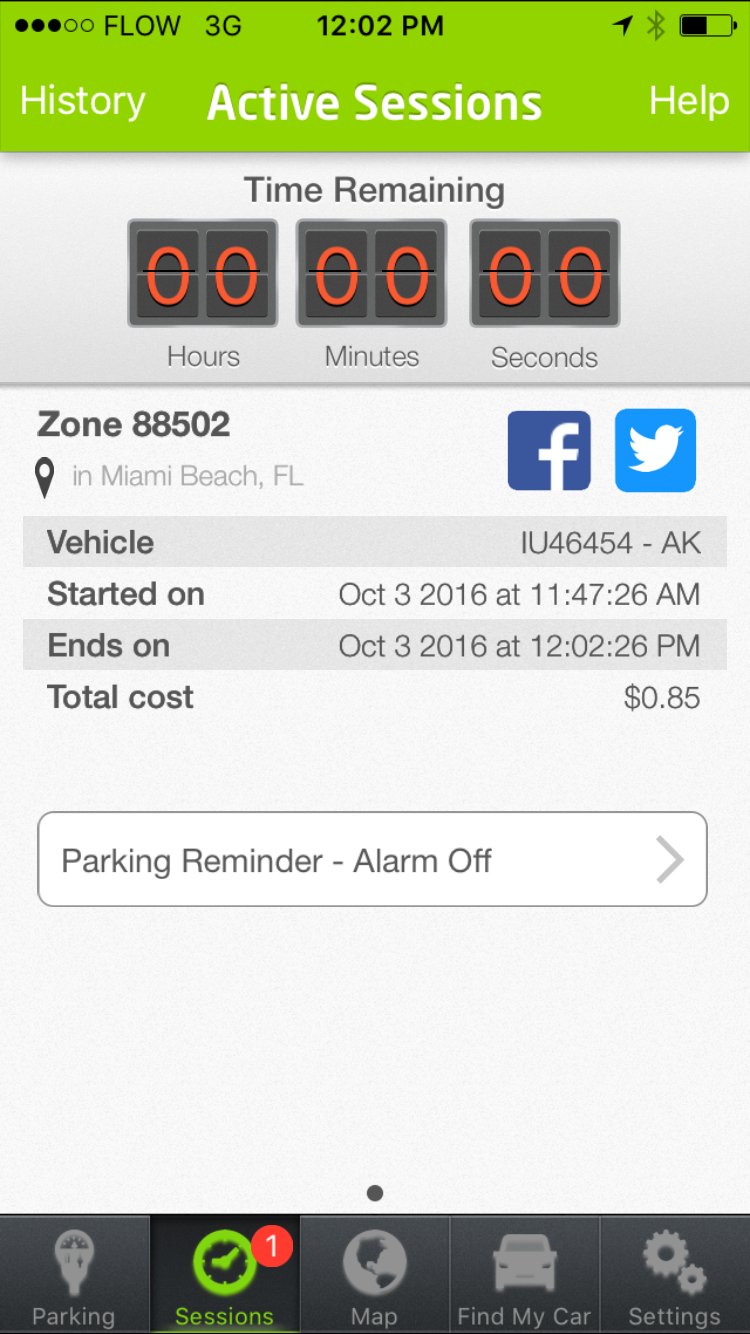 FLOW 3G 12:02 PM
History Active Sessions Help
Time Remaining
00 00 00
Hours Minutes Seconds
Zone 88502
in Miami Beach, FL
Vehicle IU46454 - AK
Started on Oct 3 2016 at 11:47:26 AM
Ends on Oct 3 2016 at 12:02:26 PM
Total cost $0.85
Parking Reminder - Alarm Off
1
Parking Sessions Map Find My Car Settings